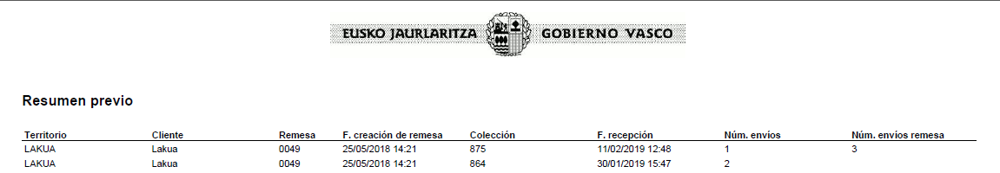 EUSKO JAURLARITZA GOBIERNO VASCO
Resumen previo
Territorio Cliente Remesa F. creación de remesa Colección F. recepción Núm. envíos Núm. envíos remesa
LAKUA Lakua 0049 25/05/2018 14:21 875 11/02/2019 12:48 1 3
LAKUA Lakua 0049 25/05/2018 14:21 864 30/01/2019 15:47 2